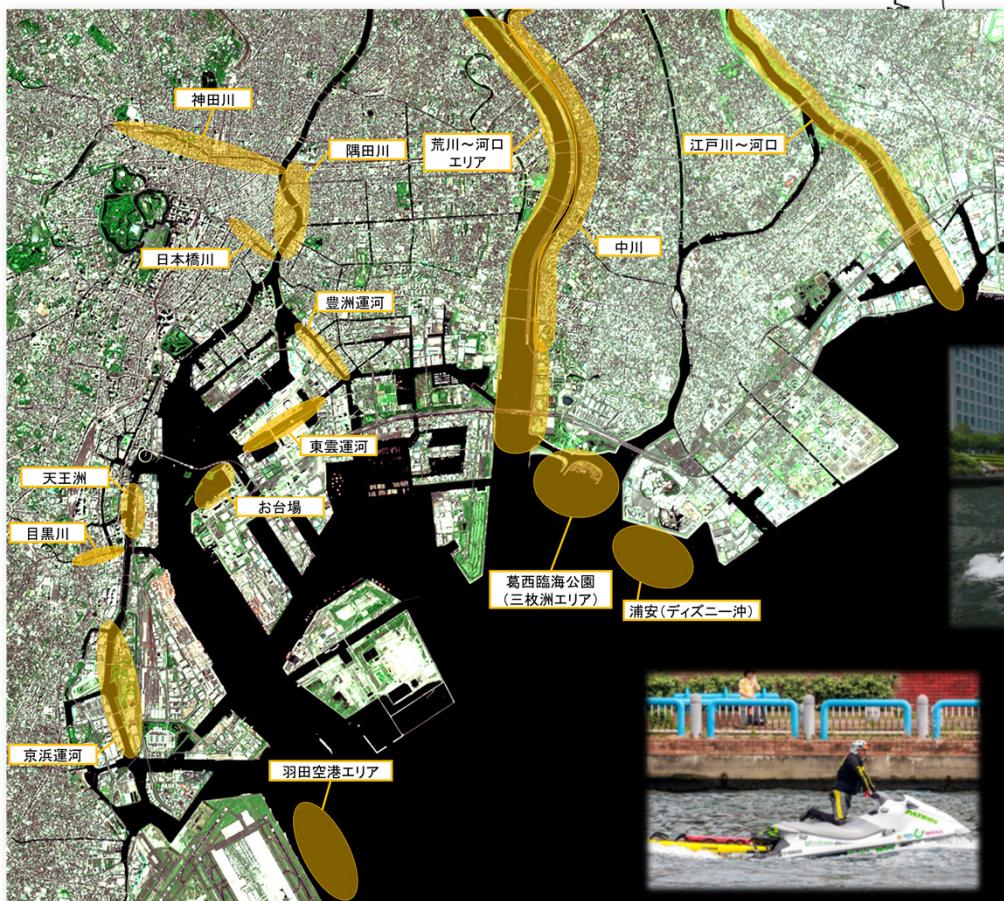 神田川
隅田川
荒川～河口
エリア
江戸川～河口
日本橋川
中川
豊洲運河
東雲運河
天王洲
お台場
目黒川
葛西臨海公園
(三枚洲エリア)
浦安(ディズニー沖)
京浜運河
羽田空港エリア
PATROL